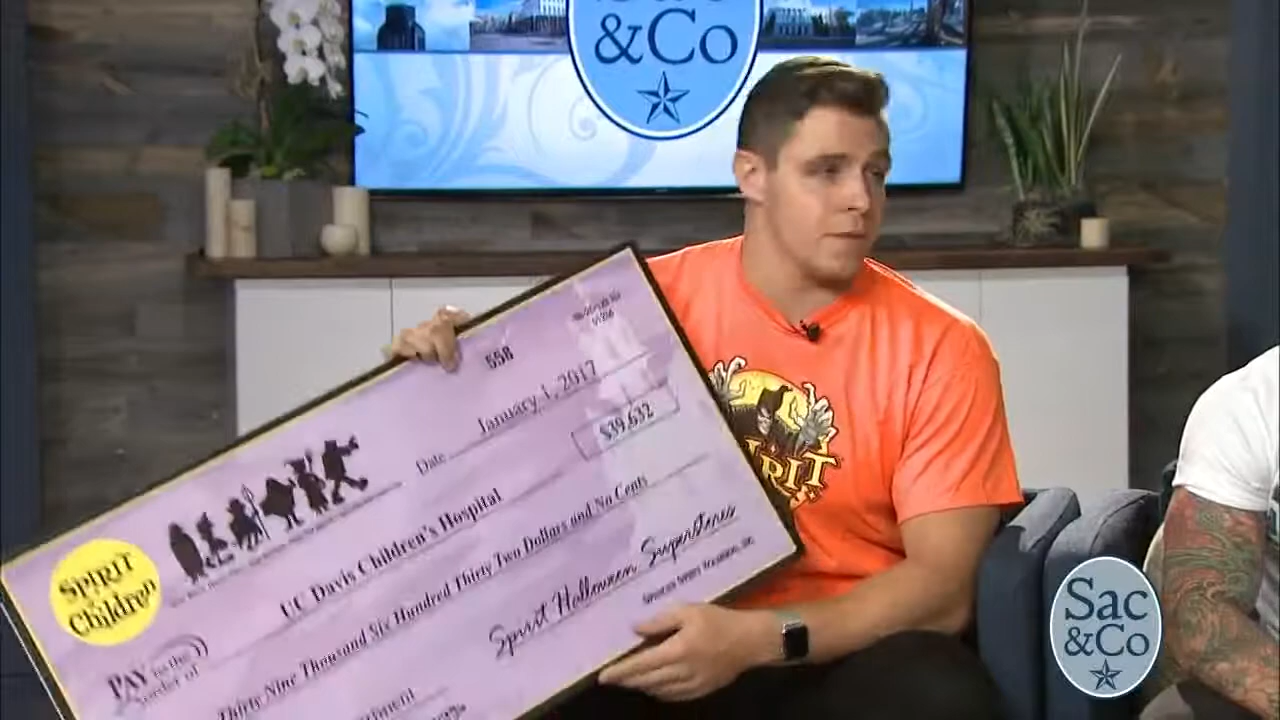 Sac
&Co
558
Date January 1, 2017
$39,632
SPIRIT
Children
PAY to the
order of
UC Davis Children's Hospital
Thirty Nine Thousand Six Hundred Thirty Two Dollars and No Cents
Spirit Halloween Superstores
SPIRIT
Sac
&Co